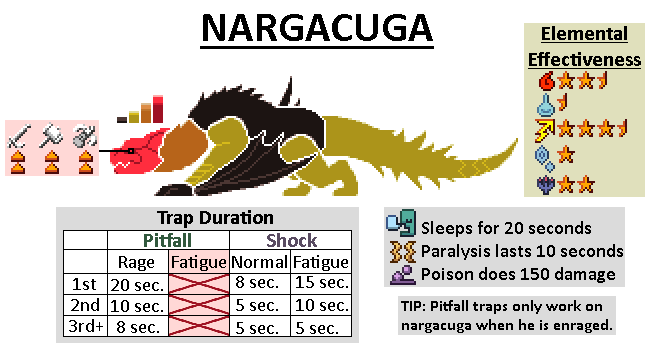 NARGACUGA
Elemental
Effectiveness
Trap Duration
Pitfall Shock
Rage Fatigue Normal Fatigue
1st 20 sec. 8 sec. 15 sec.
2nd 10 sec. 5 sec. 10 sec.
3rd+ 8 sec. 5 sec. 5 sec.
Sleeps for 20 seconds
Paralysis lasts 10 seconds
Poison does 150 damage
TIP: Pitfall traps only work on
nargacuga when he is enraged.